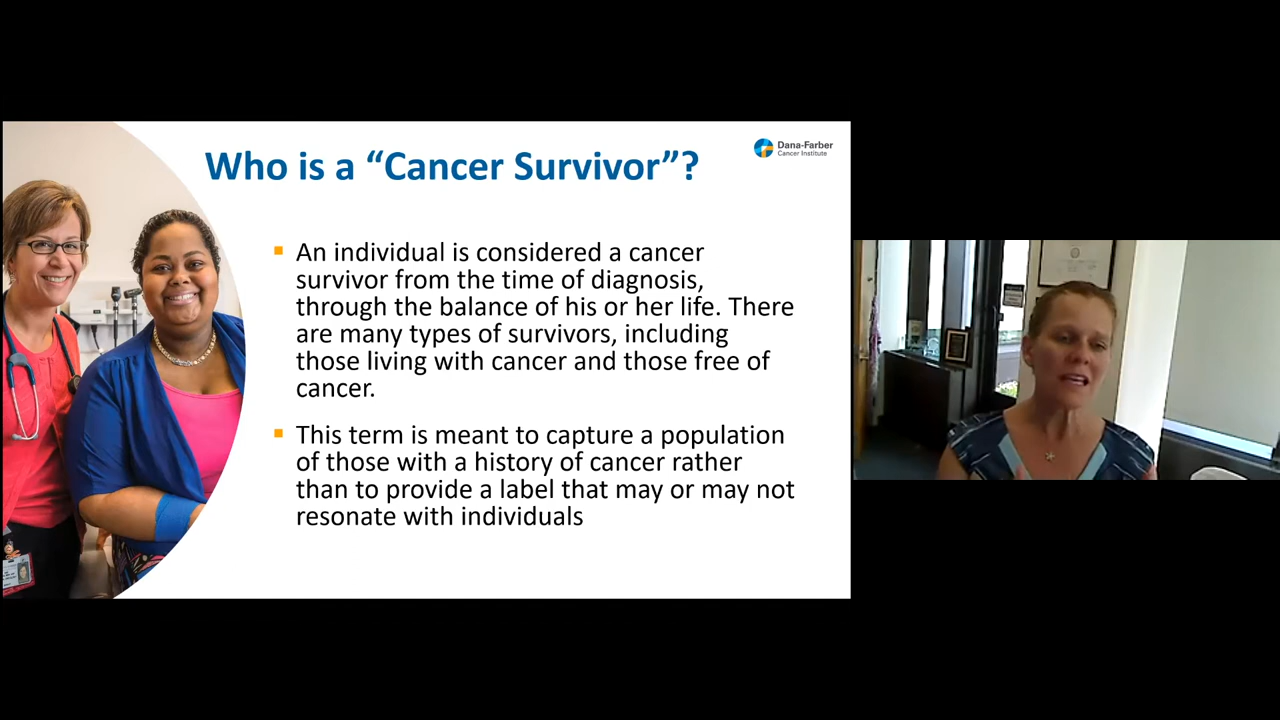 Who is a “Cancer Survivor”?
Dana-Farber
Cancer Institute
▪ An individual is considered a cancer
survivor from the time of diagnosis,
through the balance of his or her life. There
are many types of survivors, including
those living with cancer and those free of
cancer.
▪ This term is meant to capture a population
of those with a history of cancer rather
than to provide a label that may or may not
resonate with individuals